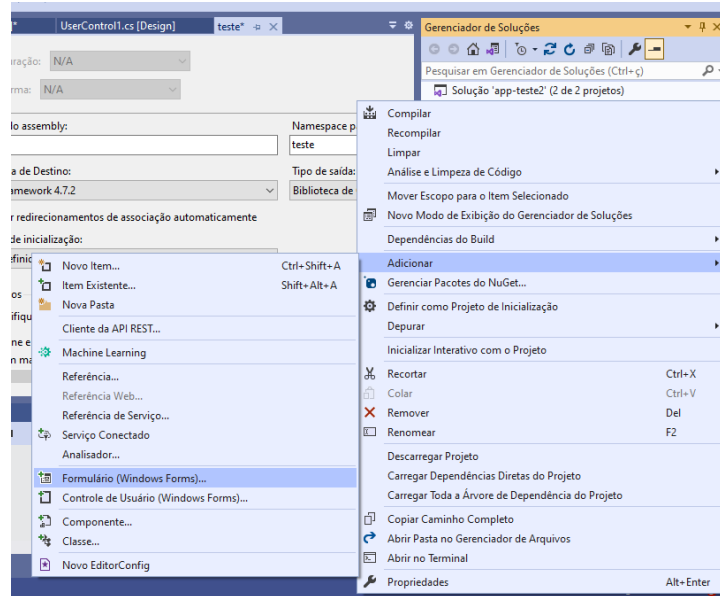 UserControl1.cs [Design]
teste*
Gerenciador de Soluções
Pesquisar em Gerenciador de Soluções (Ctrl+ç)
Solução 'app-teste2' (2 de 2 projetos)
N/A
N/A
assembly:
Namespace
teste
de Destino:
Tipo de saída:
4.7.2
Biblioteca de
redirecionamentos de associação automaticamente
de inicialização:
Compilar
Recompilar
Limpar
Análise e Limpeza de Código
Mover Escopo para o Item Selecionado
Novo Modo de Exibição do Gerenciador de Soluções
Dependências do Build
Adicionar
Gerenciar Pacotes do NuGet...
Definir como Projeto de Inicialização
Depurar
Inicializar Interativo com o Projeto
Recortar Ctrl+X
Colar Ctrl+V
Remover Del
Renomear F2
Descarregar Projeto
Carregar Dependências Diretas do Projeto
Carregar Toda a Árvore de Dependência do Projeto
Copiar Caminho Completo
Abrir Pasta no Gerenciador de Arquivos
Abrir no Terminal
Propriedades Alt+Enter
Novo Item... Ctrl+Shift+A
Item Existente... Shift+Alt+A
Nova Pasta
Cliente da API REST...
Machine Learning
Referência...
Referência Web...
Referência de Serviço...
Serviço Conectado
Analisador...
Formulário (Windows Forms)...
Controle de Usuário (Windows Forms)...
Componente...
Classe...
Novo EditorConfig